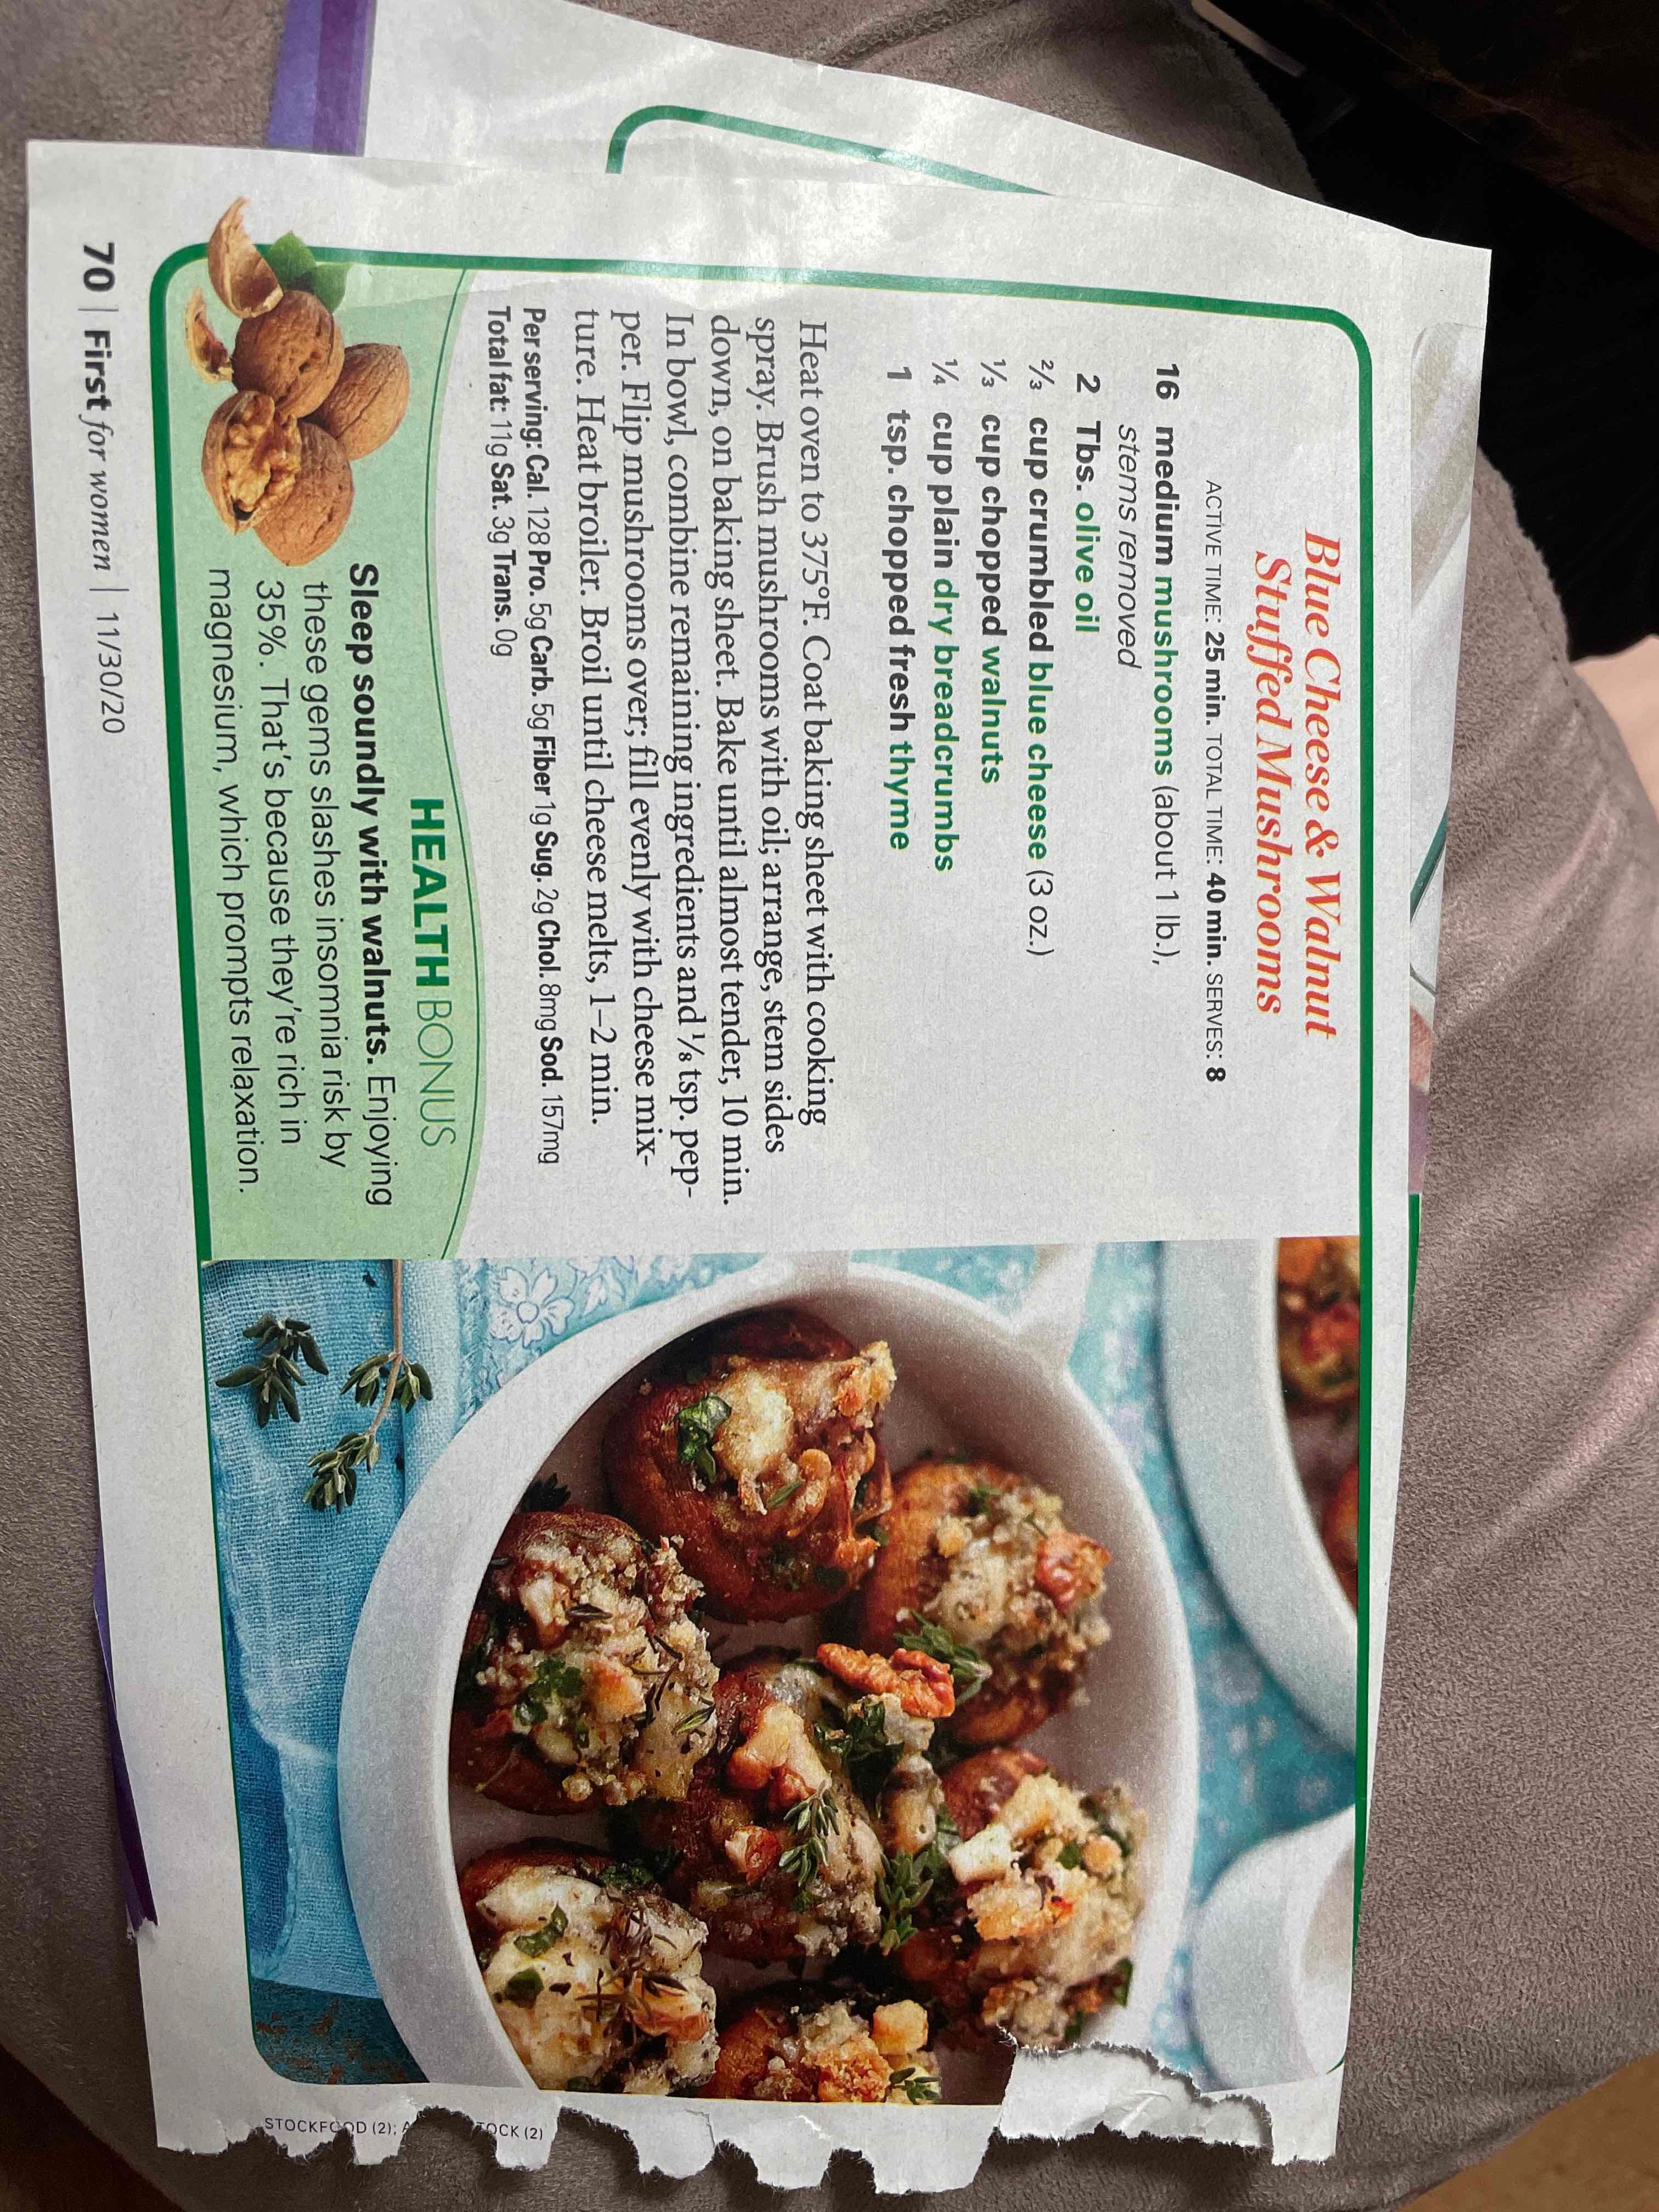 Blue Cheese & Walnut
Stuffed Mushrooms
ACTIVE TIME: 25 min. TOTAL TIME: 40 min. SERVES: 8
16 medium mushrooms (about 1 lb.),
stems removed
2 Tbs. olive oil
⅔ cup crumbled blue cheese (3 oz.)
⅓ cup chopped walnuts
¼ cup plain dry breadcrumbs
1 tsp. chopped fresh thyme
Heat oven to 375°F. Coat baking sheet with cooking
spray. Brush mushrooms with oil; arrange, stem sides
down, on baking sheet. Bake until almost tender, 10 min.
In bowl, combine remaining ingredients and ⅛ tsp. pep-
per. Flip mushrooms over; fill evenly with cheese mix-
ture. Heat broiler. Broil until cheese melts, 1–2 min.
Per serving: Cal. 128 Pro. 5g Carb. 5g Fiber 1g Sug. 2g Chol. 8mg Sod. 157mg
Total fat: 11g Sat. 3g Trans. 0g
HEALTH BONUS
Sleep soundly with walnuts. Enjoying
these gems slashes insomnia risk by
35%. That's because they're rich in
magnesium, which prompts relaxation.
70 | First for women | 11/30/20
STOCKFOOD (2);